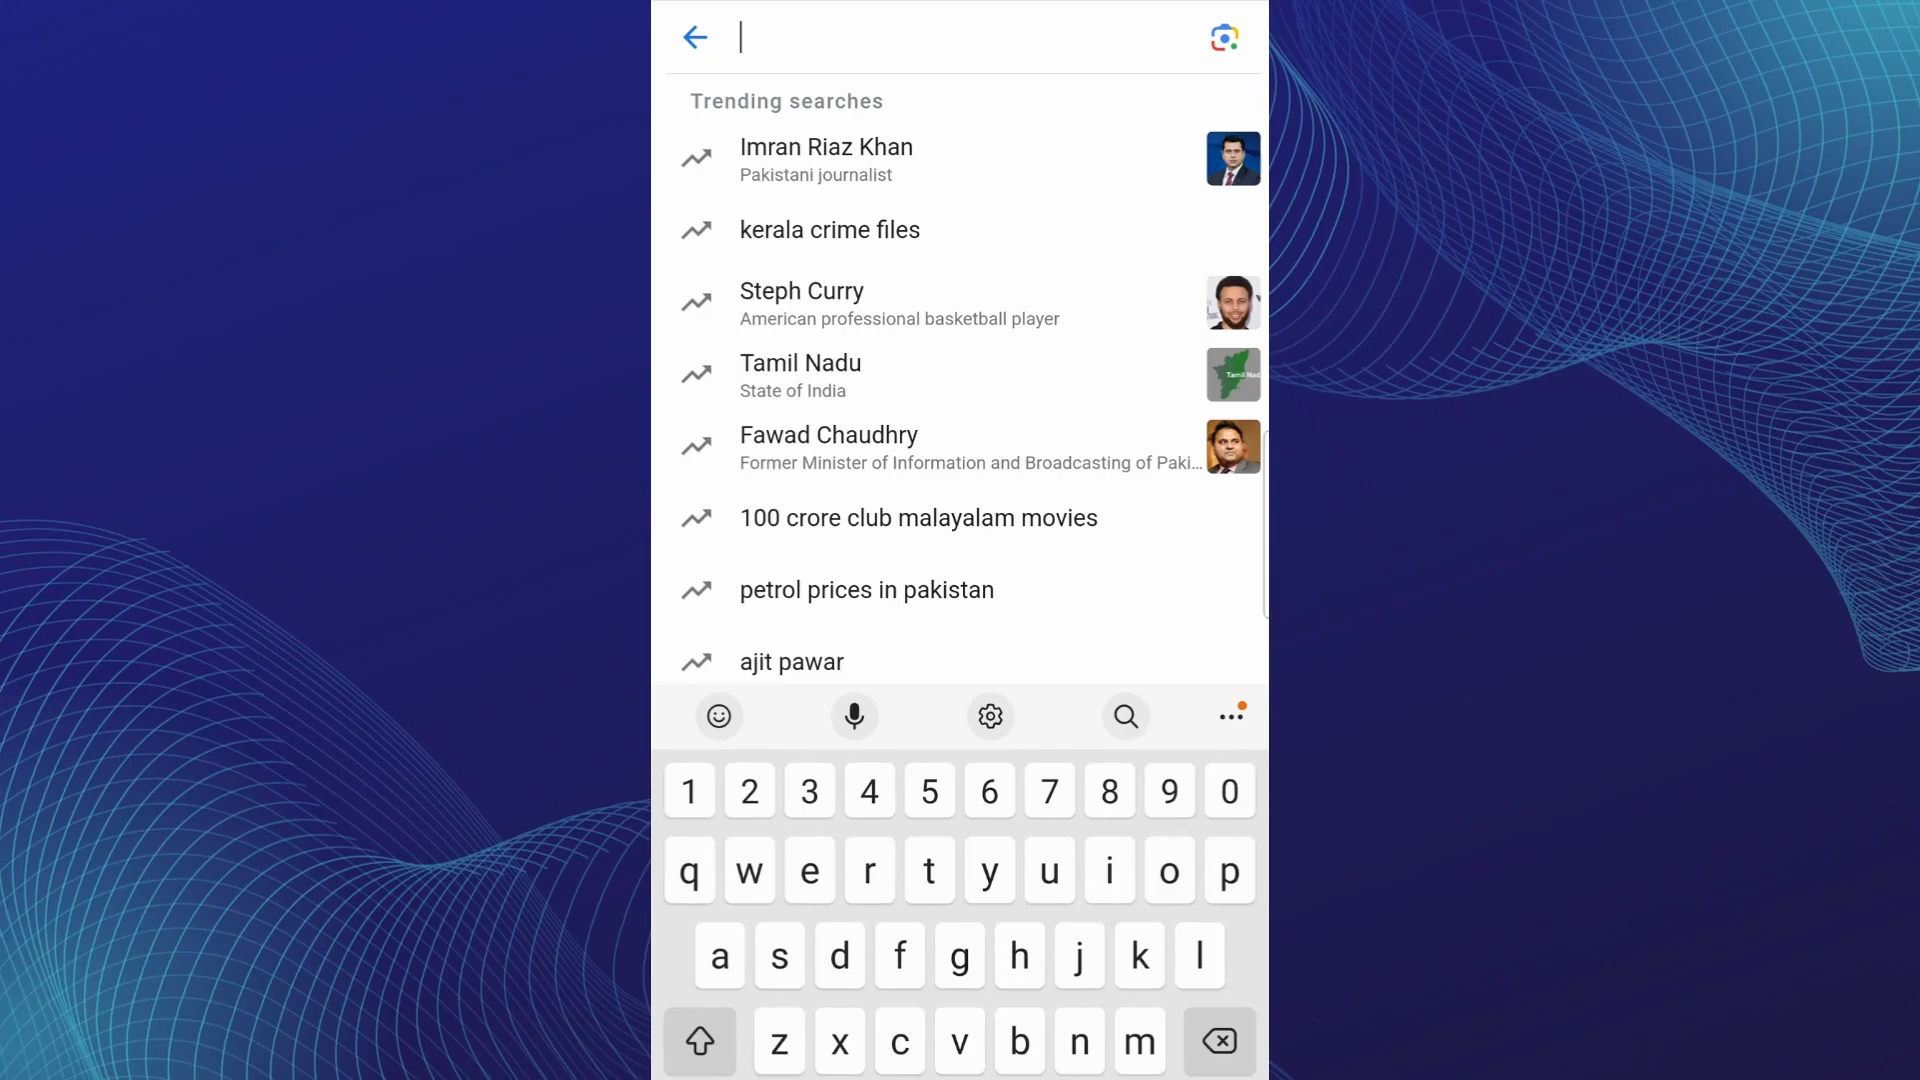 Trending searches
Imran Riaz Khan
Pakistani journalist
kerala crime files
Steph Curry
American professional basketball player
Tamil Nadu
State of India
Tamil Nad
Fawad Chaudhry
Former Minister of Information and Broadcasting of Paki...
100 crore club malayalam movies
petrol prices in pakistan
ajit pawar
1 2 3 4 5 6 7 8 9 0
q w e r t y u i o p
a s d f g h j k l
z x c v b n m